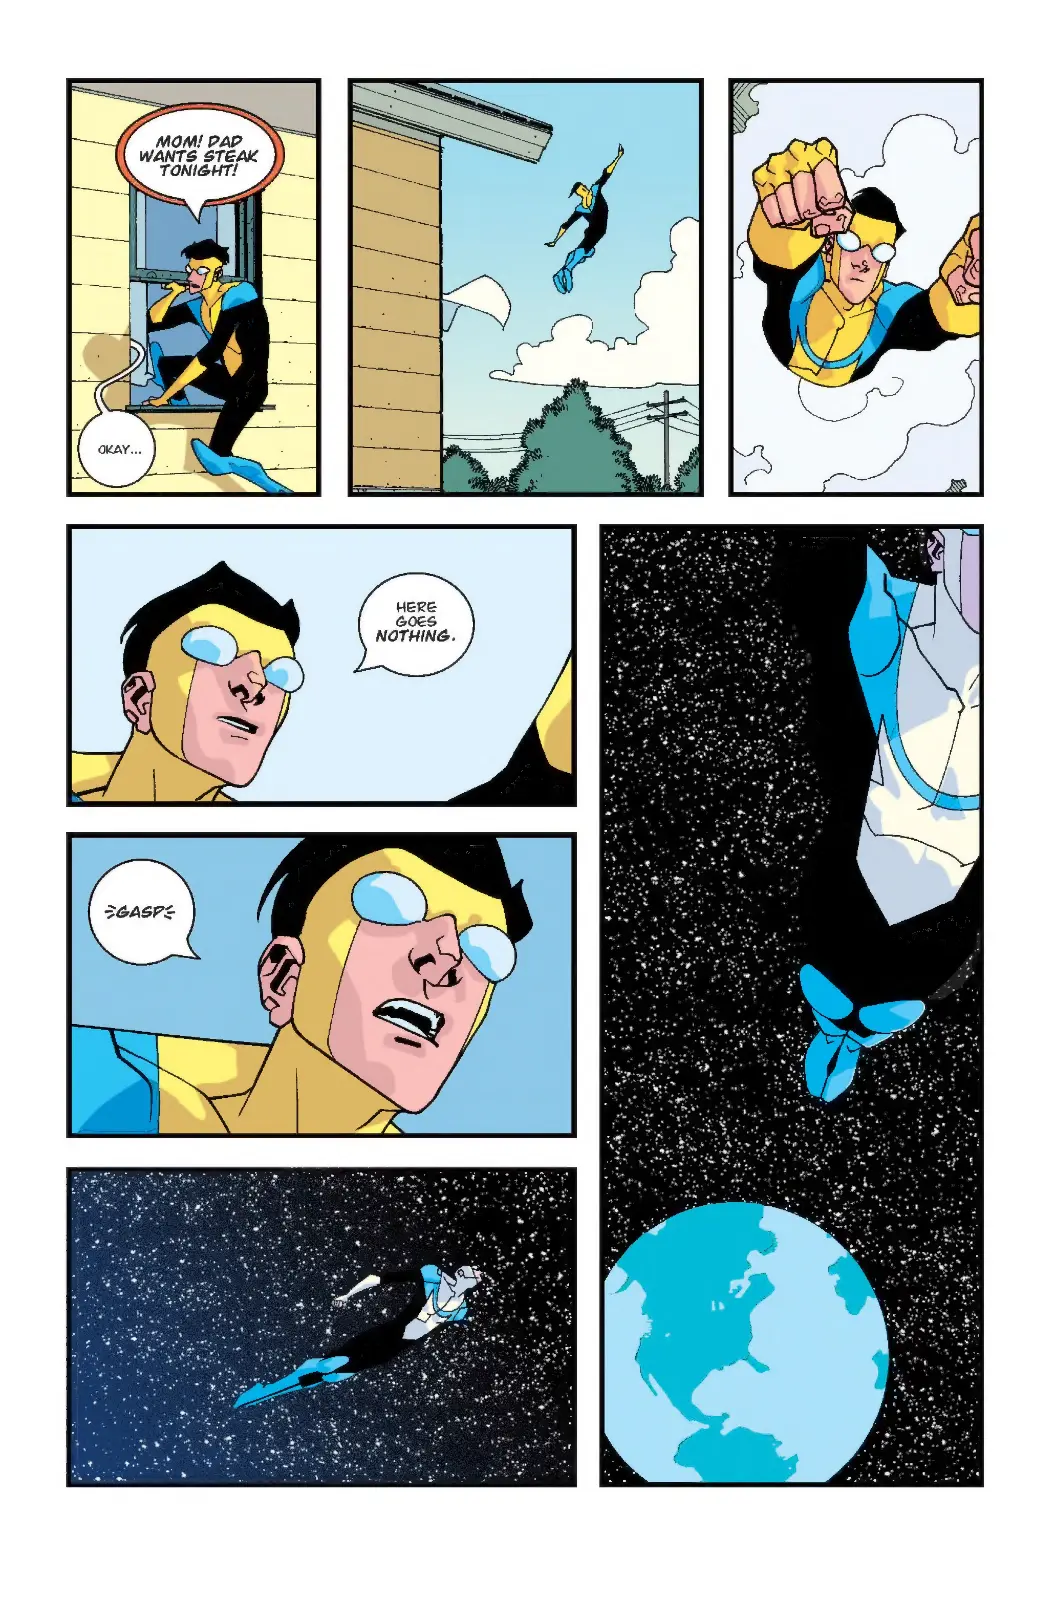 MOM! DAD
WANTS STEAK
TONIGHT!
OKAY...
HERE
GOES
NOTHING.
GASP